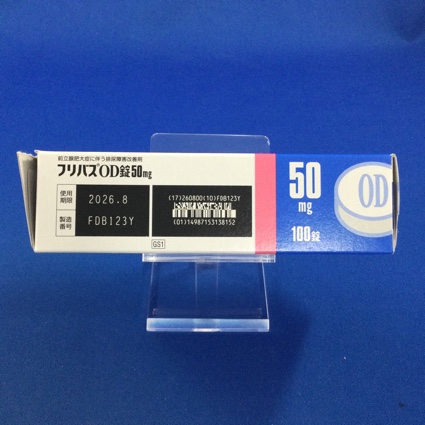 前立腺肥大症に伴う排尿障害改善剤
フリバスOD錠50mg
使用期限 2026.8
製造番号 FDB123Y
(17)260800(10)FDB123Y
(01)14987153138152
GS1
50
mg
100錠
OD